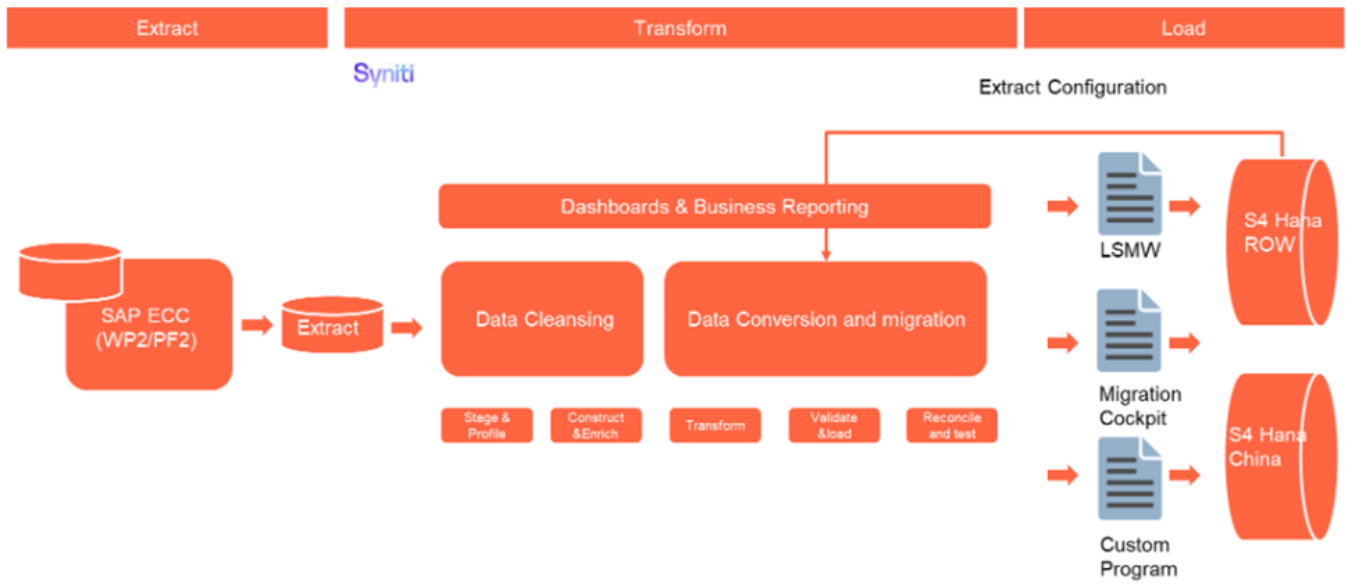 Extract
Transform
Load
Syniti
Extract Configuration
Dashboards & Business Reporting
LSMW
S4 Hana
ROW
SAP ECC
(WP2/PF2)
Extract
Data Cleansing
Data Conversion and migration
Migration
Cockpit
Stage &
Profile
Construct
&Enrich
Transform
Validate
&load
Reconcile
and test
S4 Hana
China
Custom
Program